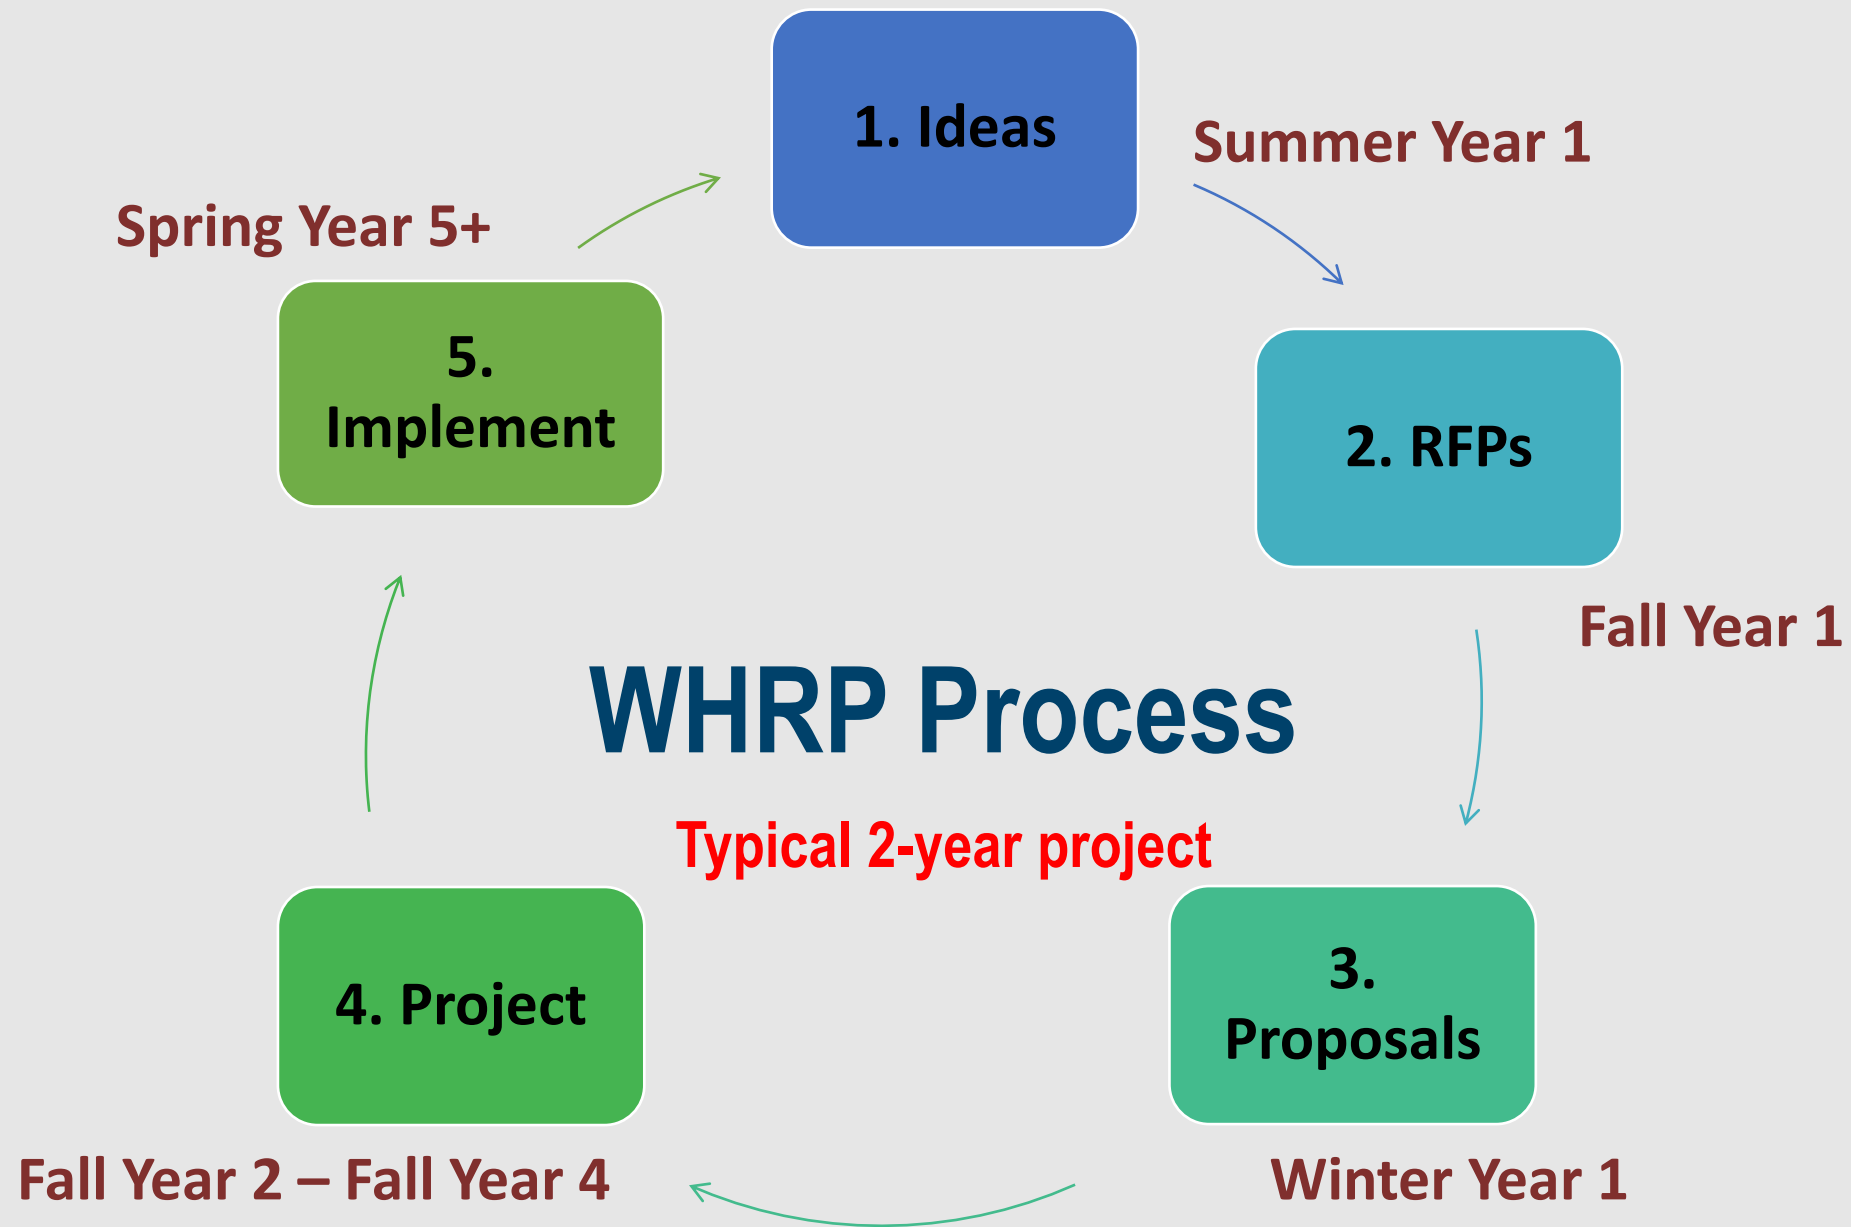 1. Ideas
Summer Year 1
2. RFPs
Fall Year 1
3.
Proposals
Winter Year 1
4. Project
Fall Year 2 – Fall Year 4
5.
Implement
Spring Year 5+
WHRP Process
Typical 2-year project